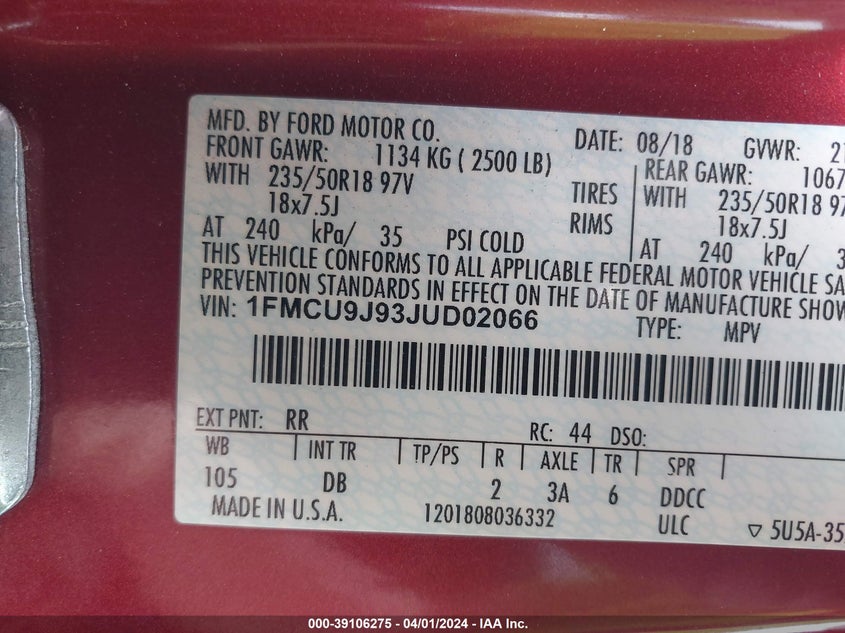 MFD. BY FORD MOTOR CO. DATE: 08/18 GVWR:
FRONT GAWR: 1134 KG ( 2500 LB) REAR GAWR:
WITH 235/50R18 97V TIRES WITH 235/50R18
18x7.5J RIMS 18x7.5J
AT 240 kPa/ 35 PSI COLD AT 240 kPa/
THIS VEHICLE CONFORMS TO ALL APPLICABLE FEDERAL MOTOR VEHICLE
PREVENTION STANDARDS IN EFFECT ON THE DATE OF MANUFACTURE
VIN: 1FMCU9J93JUD02066 TYPE: MPV
EXT PNT: RR RC: 44 DSO:
WB INT TR TP/PS R AXLE TR SPR
105 DB 2 3A 6 DDCC
MADE IN U.S.A. 1201808036332 ULC ▽ 5U5A-35
000-39106275 - 04/01/2024 - IAA Inc.